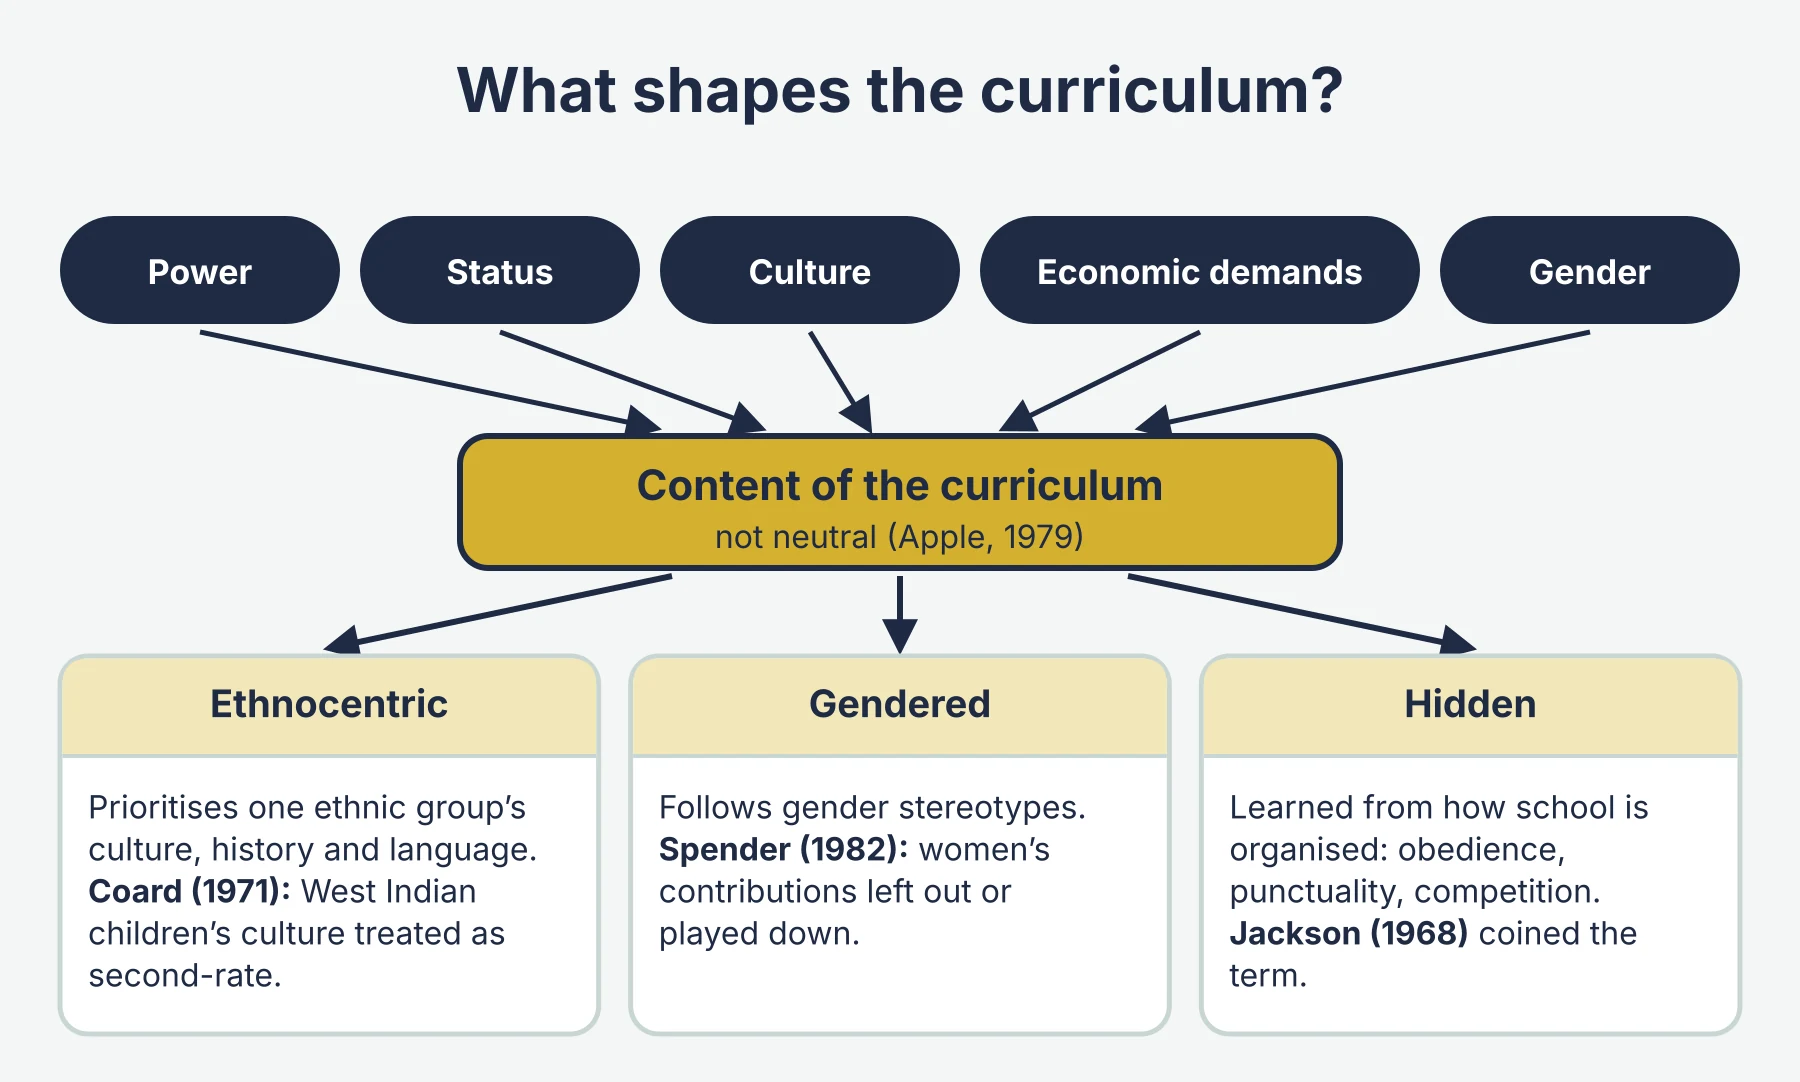 What shapes the curriculum?
Power
Status
Culture
Economic demands
Gender
Content of the curriculum
not neutral (Apple, 1979)
Ethnocentric
Prioritises one ethnic group’s
culture, history and language.
Coard (1971): West Indian
children’s culture treated as
second-rate.
Gendered
Follows gender stereotypes.
Spender (1982): women’s
contributions left out or
played down.
Hidden
Learned from how school is
organised: obedience,
punctuality, competition.
Jackson (1968) coined the
term.